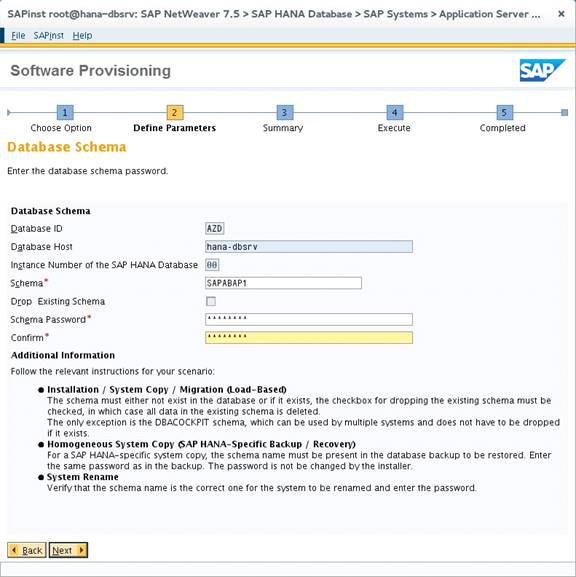 SAPinst root@hana-dbsrv: SAP NetWeaver 7.5 > SAP HANA Database > SAP Systems > Application Server ...
File SAPinst Help
Software Provisioning
SAP
1 2 3 4 5
Choose Option Define Parameters Summary Execute Completed
Database Schema
Enter the database schema password.
Database Schema
Database ID AZD
Database Host hana-dbsrv
Instance Number of the SAP HANA Database 00
Schema* SAPABAP1
Drop Existing Schema
Schema Password* ********
Confirm* ********
Additional Information
Follow the relevant instructions for your scenario:
● Installation / System Copy / Migration (Load-Based)
The schema must either not exist in the database or if it exists, the checkbox for dropping the existing schema must be
checked, in which case all data in the existing schema is deleted.
The only exception is the DBACOCKPIT schema, which can be used by multiple systems and does not have to be dropped
if it exists.
● Homogeneous System Copy (SAP HANA-Specific Backup / Recovery)
For a SAP HANA-specific system copy, the schema name must be present in the database backup to be restored. Enter
the same password as in the backup. The password is not changed by the installer.
● System Rename
Verify that the schema name is the correct one for the system to be renamed and enter the password.
Back Next